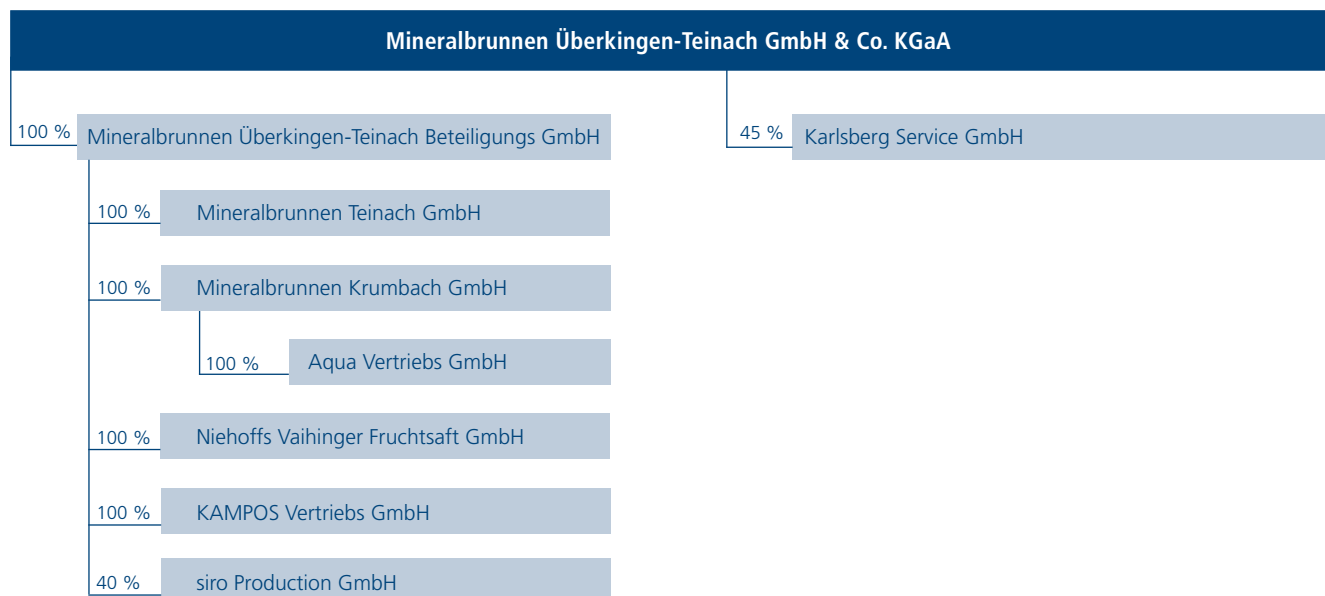 Mineralbrunnen Überkingen-Teinach GmbH & Co. KGaA
100 % Mineralbrunnen Überkingen-Teinach Beteiligungs GmbH
100 % Mineralbrunnen Teinach GmbH
100 % Mineralbrunnen Krumbach GmbH
100 % Aqua Vertriebs GmbH
100 % Niehoffs Vaihinger Fruchtsaft GmbH
100 % KAMPOS Vertriebs GmbH
40 % siro Production GmbH
45 % Karlsberg Service GmbH